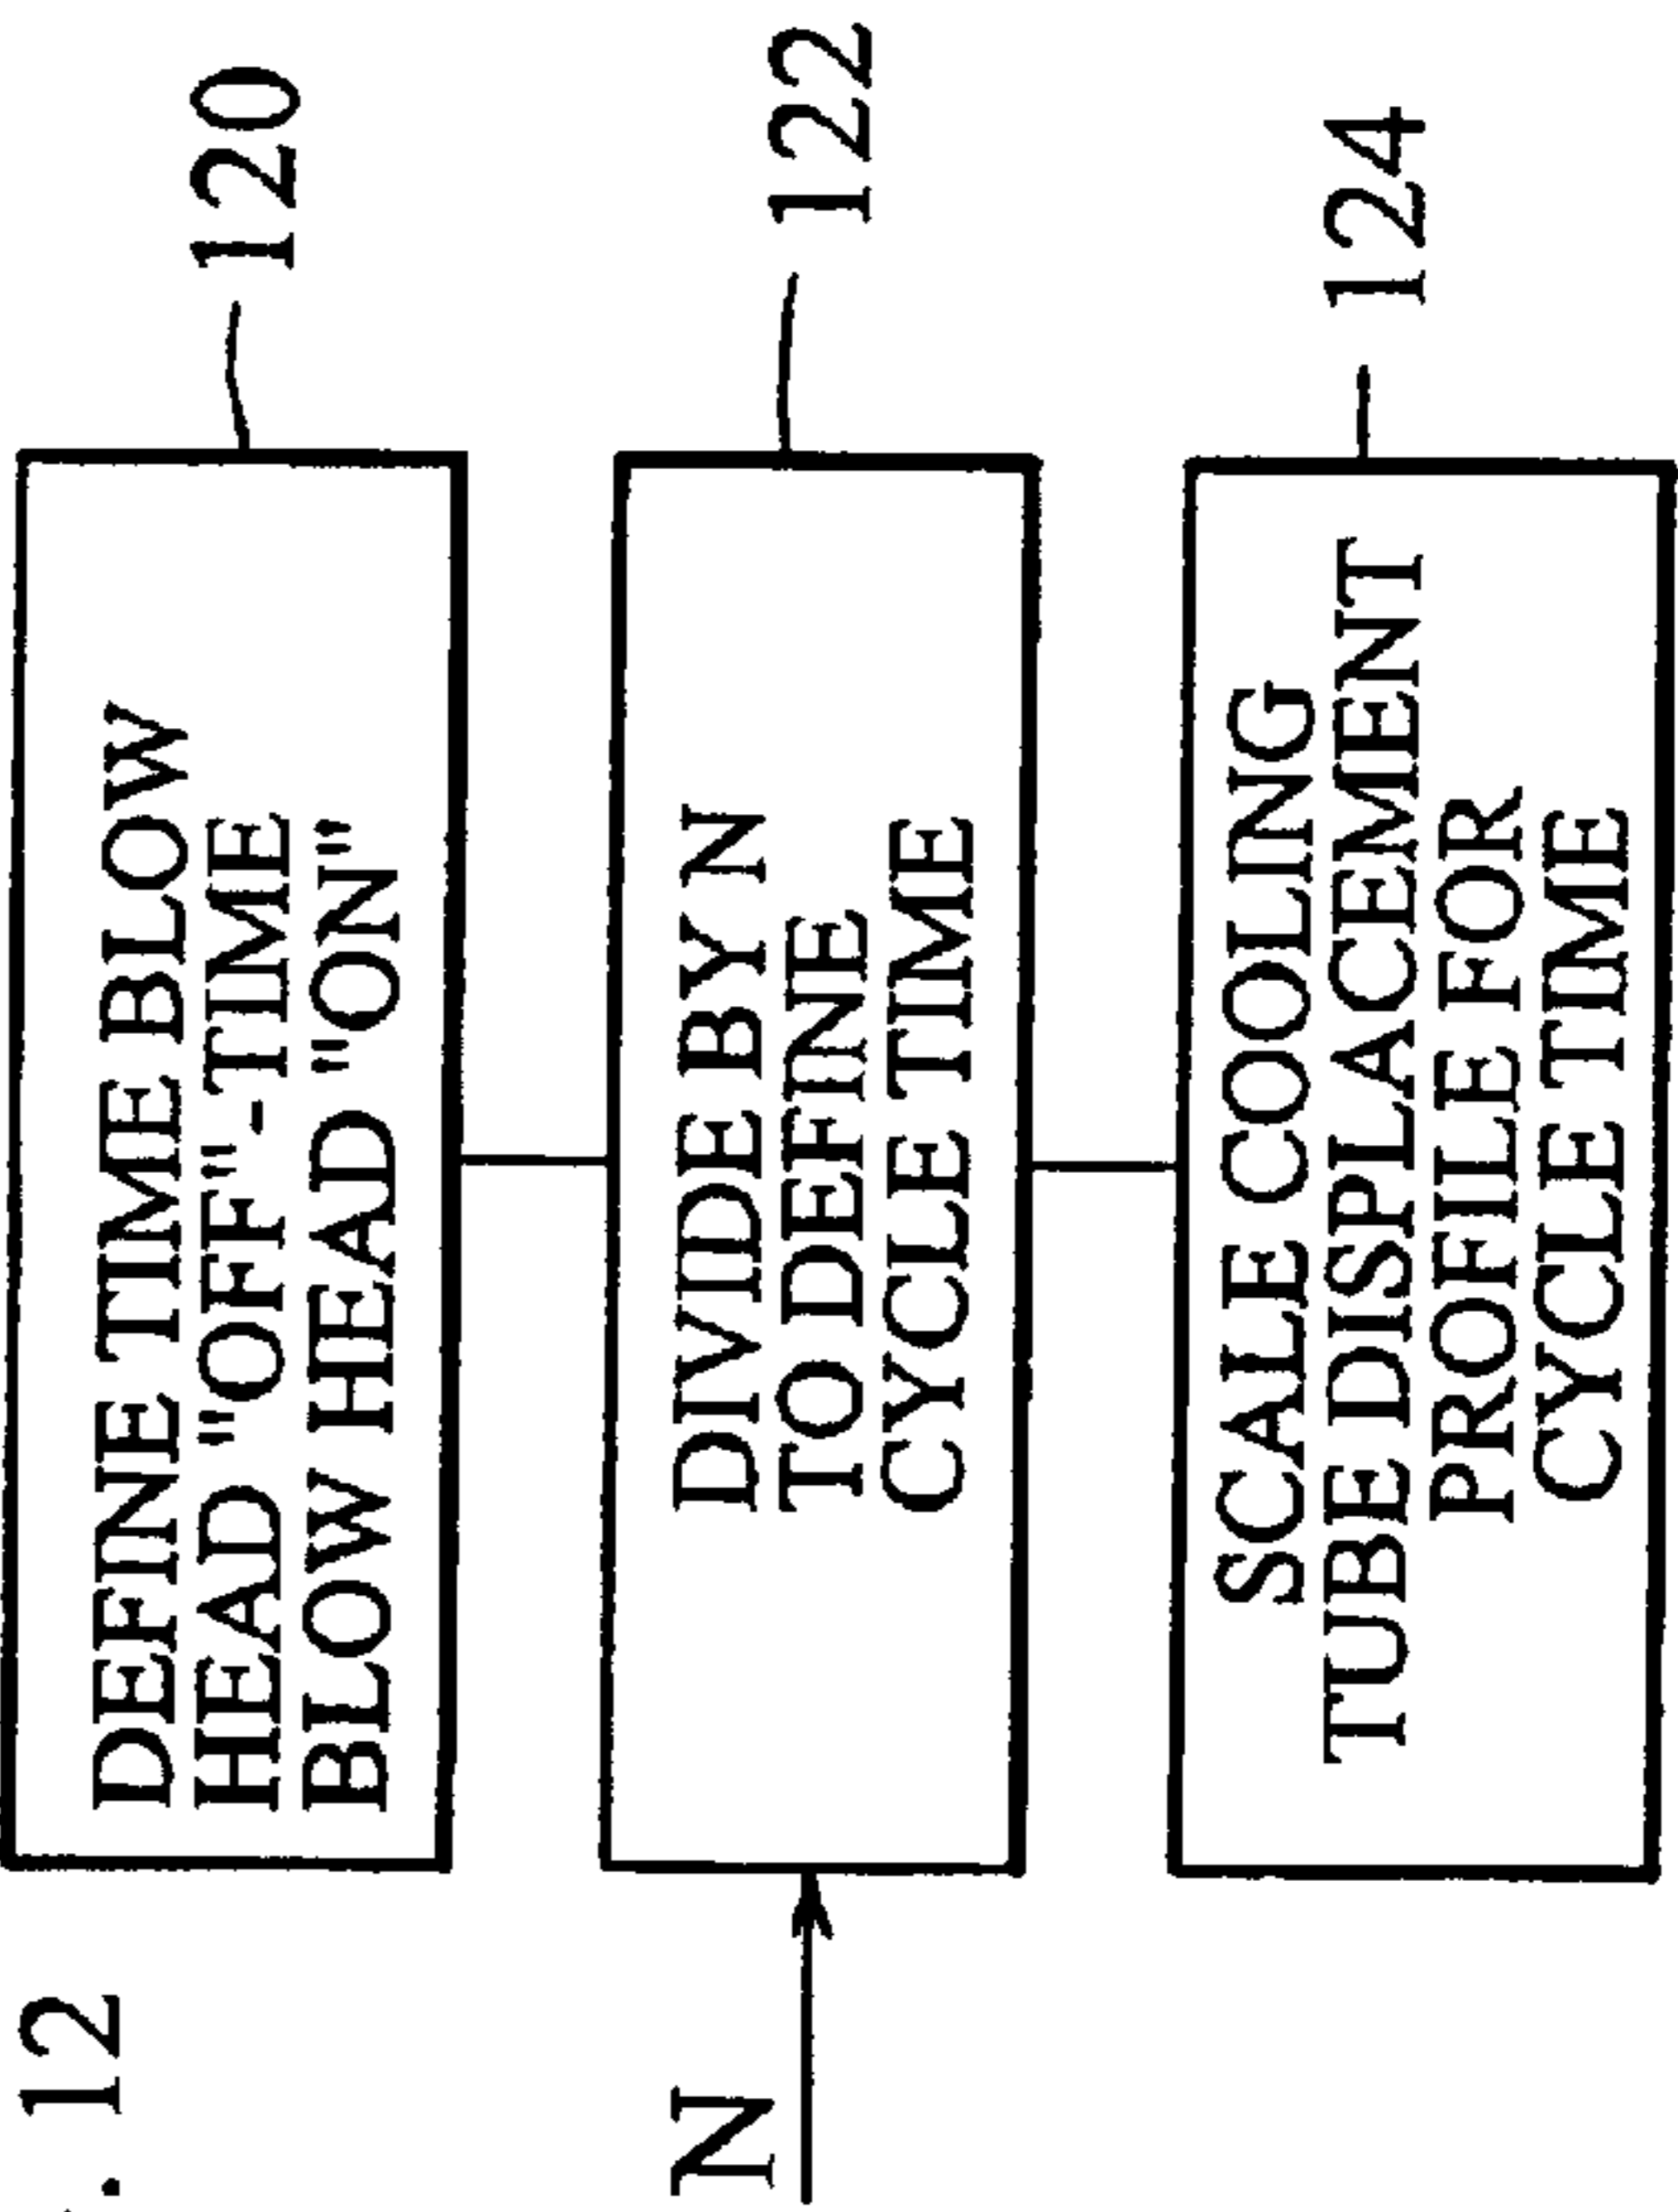 . 12
DEFINE TIME BLOW
HEAD "OFF"-TIME
BLOW HEAD "ON"
120
N
DIVIDE BY N
TO DEFINE
CYCLE TIME
122
SCALE COOLING
TUBE DISPLACEMENT
PROFILE FOR
CYCLE TIME
124